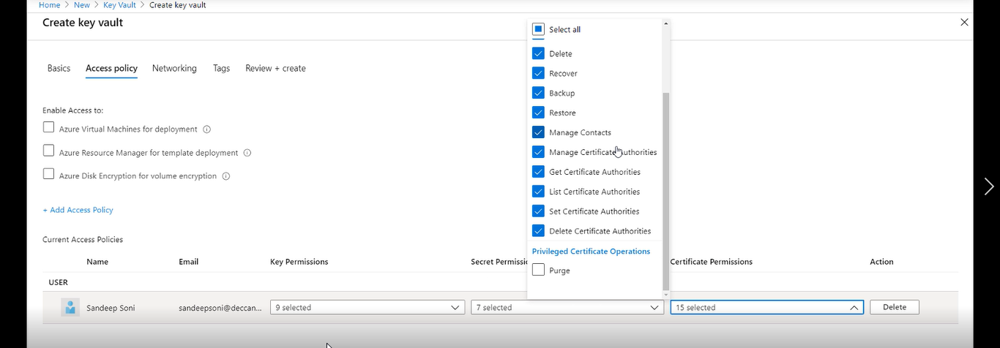 Home > New > Key Vault > Create key vault
Create key vault
Basics Access policy Networking Tags Review + create
Enable Access to:
Azure Virtual Machines for deployment
Azure Resource Manager for template deployment
Azure Disk Encryption for volume encryption
+ Add Access Policy
Current Access Policies
Name Email Key Permissions Secret Permissio Certificate Permissions Action
USER
Sandeep Soni sandeepsoni@deccan... 9 selected 7 selected 15 selected Delete
Select all
Delete
Recover
Backup
Restore
Manage Contacts
Manage Certificate Authorities
Get Certificate Authorities
List Certificate Authorities
Set Certificate Authorities
Delete Certificate Authorities
Privileged Certificate Operations
Purge